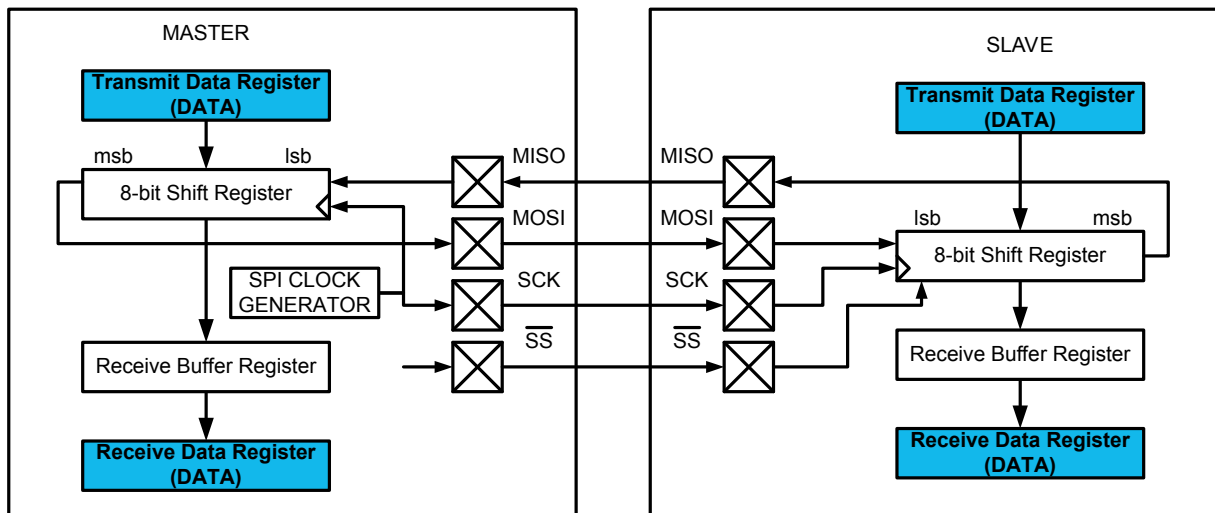 MASTER
Transmit Data Register
(DATA)
msb
lsb
8-bit Shift Register
SPI CLOCK
GENERATOR
Receive Buffer Register
Receive Data Register
(DATA)
MISO
MOSI
SCK
SS
SLAVE
Transmit Data Register
(DATA)
MISO
MOSI
SCK
SS
lsb
msb
8-bit Shift Register
Receive Buffer Register
Receive Data Register
(DATA)